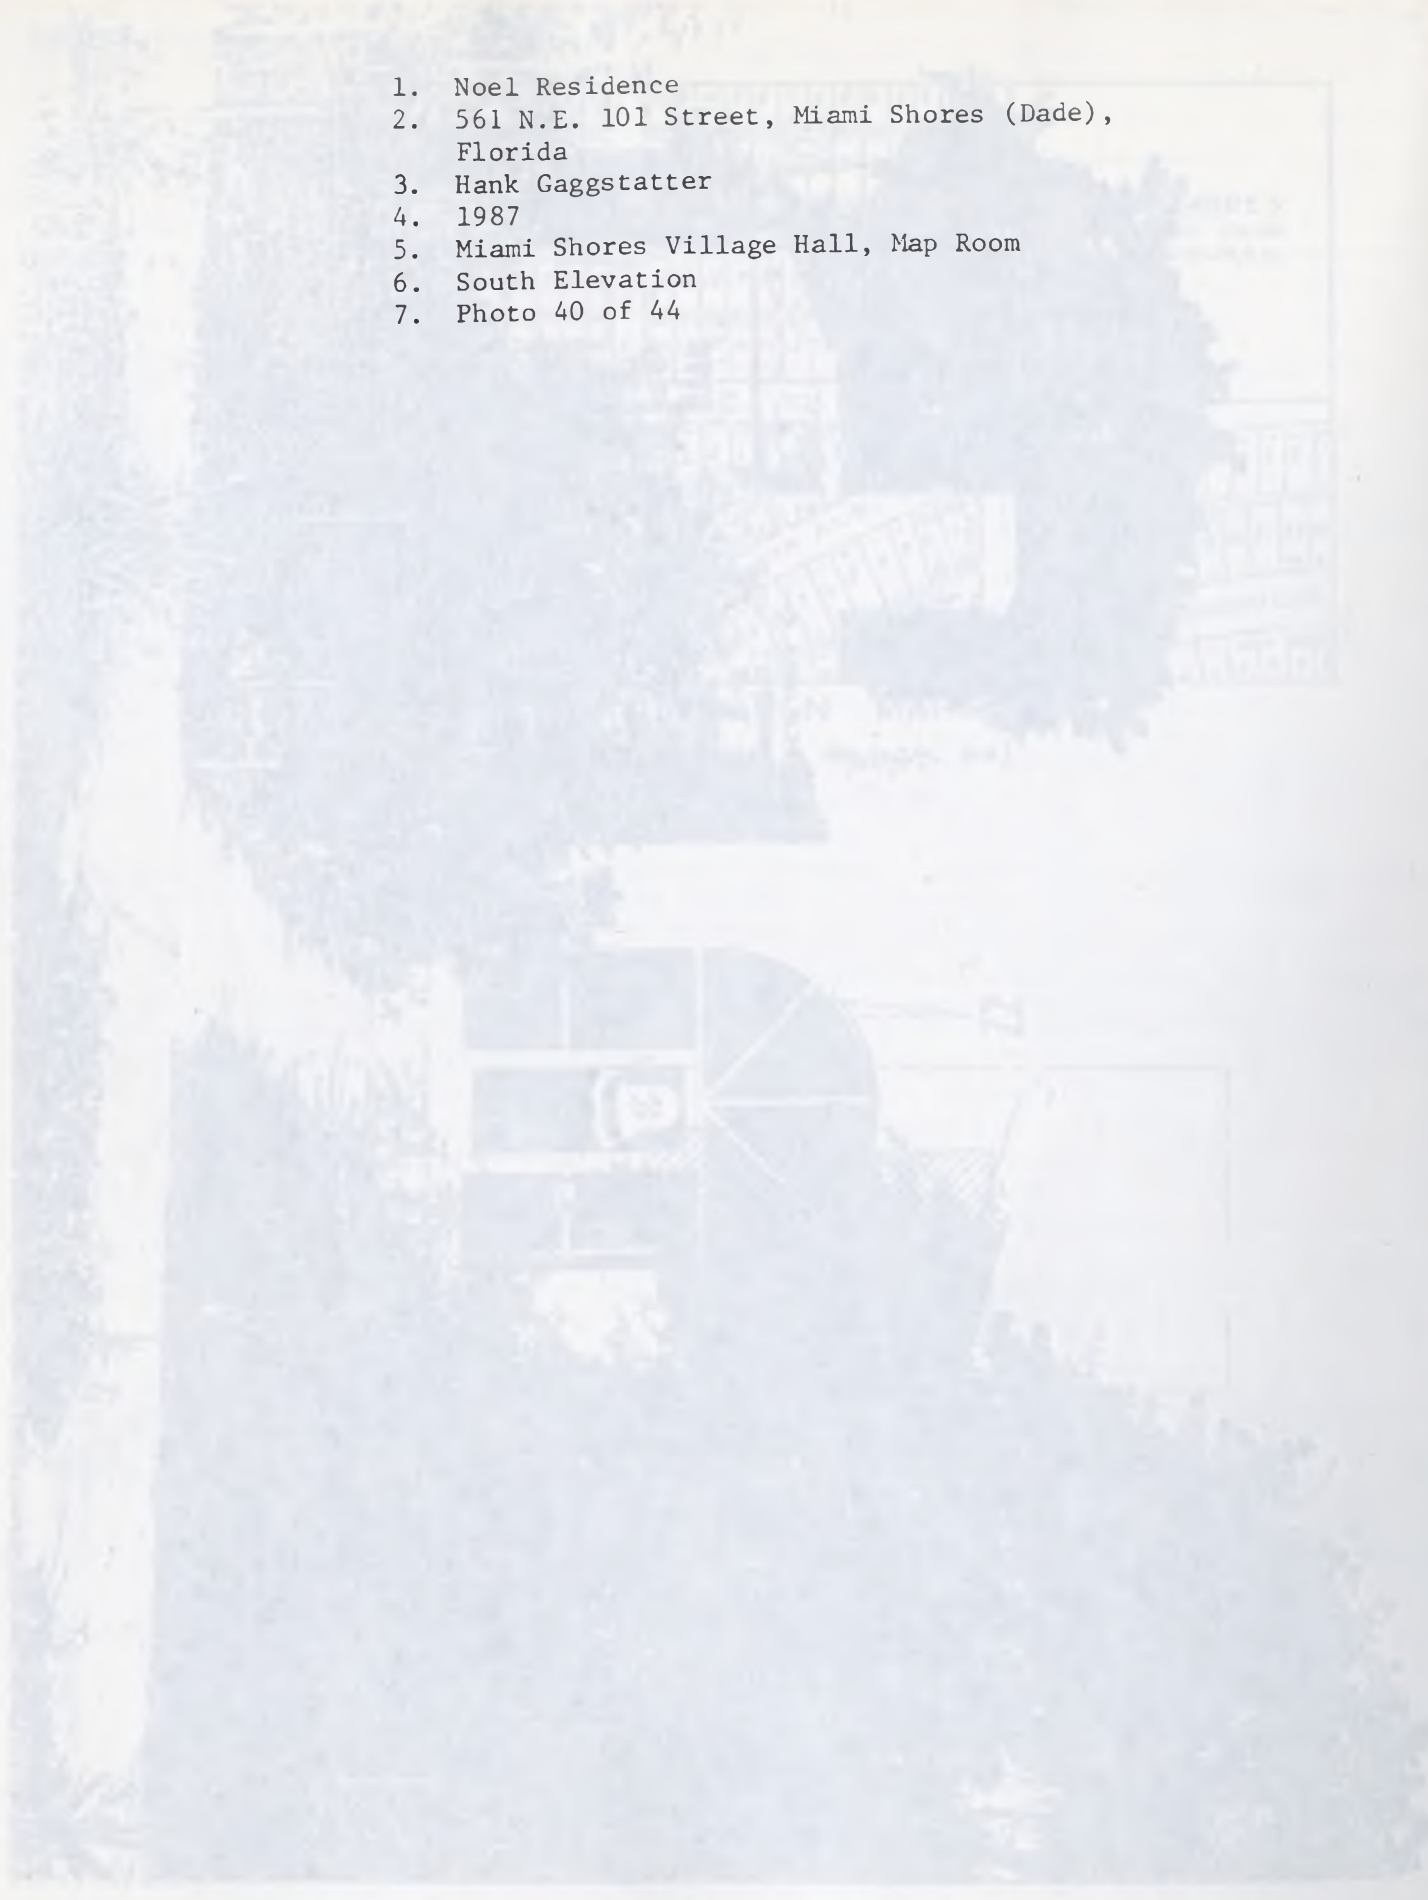 1. Noel Residence
2. 561 N.E. 101 Street, Miami Shores (Dade),
Florida
3. Hank Gaggstatter
4. 1987
5. Miami Shores Village Hall, Map Room
6. South Elevation
7. Photo 40 of 44